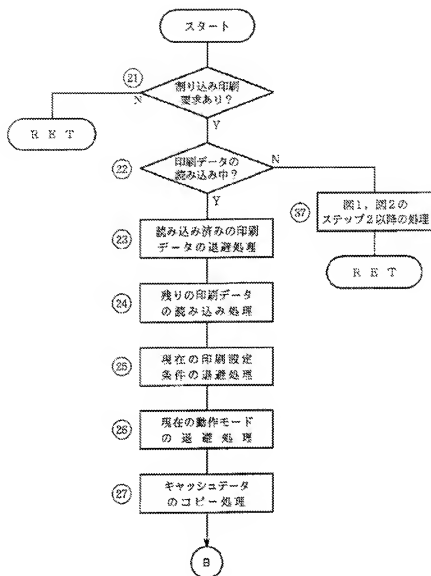 スタート
21
割り込み印刷
要求あり?
N
Y
RET
22
印刷データの
読み込み中?
N
Y
37
図1,図2の
ステップ2以降の処理
RET
23
読み込み済みの印刷
データの退避処理
24
残りの印刷データ
の読み込み処理
25
現在の印刷設定
条件の退避処理
26
現在の動作モード
の退避処理
27
キャッシュデータ
のコピー処理
B